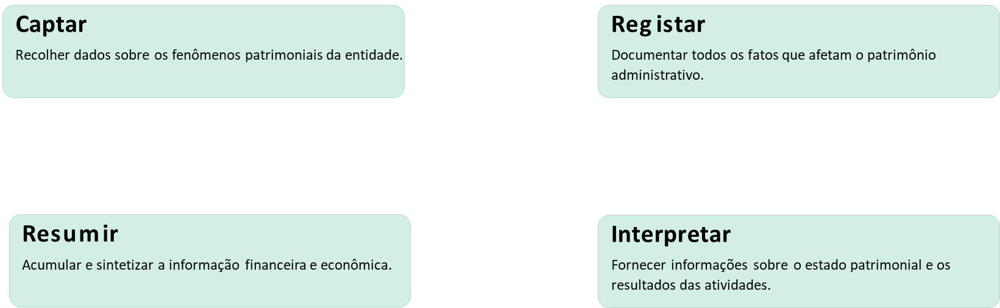 Captar
Recolher dados sobre os fenômenos patrimoniais da entidade.
Registar
Documentar todos os fatos que afetam o patrimônio
administrativo.
Resumir
Acumular e sintetizar a informação financeira e econômica.
Interpretar
Fornecer informações sobre o estado patrimonial e os
resultados das atividades.